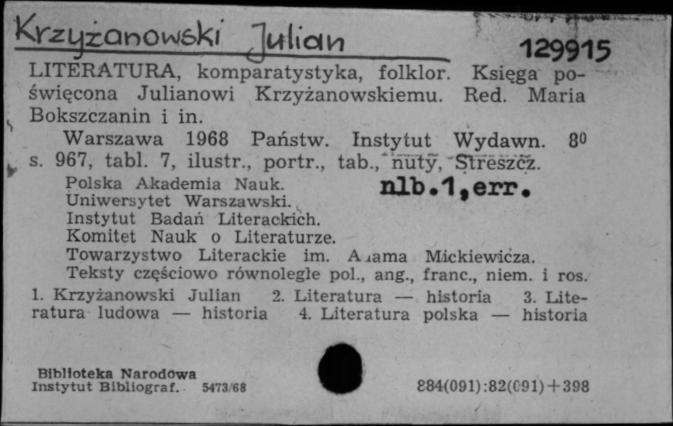 Krzyżanowski Julian
129915
LITERATURA, komparatystyka, folklor. Księga po-
święcona Julianowi Krzyżanowskiemu. Red. Maria
Bokszczanin i in.
Warszawa 1968 Państw. Instytut Wydawn. 8⁰
s. 967, tabl. 7, ilustr., portr., tab., nuty, Streszcz.
nlb.1,err.
Polska Akademia Nauk.
Uniwersytet Warszawski.
Instytut Badań Literackich.
Komitet Nauk o Literaturze.
Towarzystwo Literackie im. Adama Mickiewicza.
Teksty częściowo równoległe pol., ang., franc., niem. i ros.
1. Krzyżanowski Julian 2. Literatura — historia 3. Lite-
ratura ludowa — historia 4. Literatura polska — historia
Biblioteka Narodowa
Instytut Bibliograf. 5473/68
884(091):82(091)+398